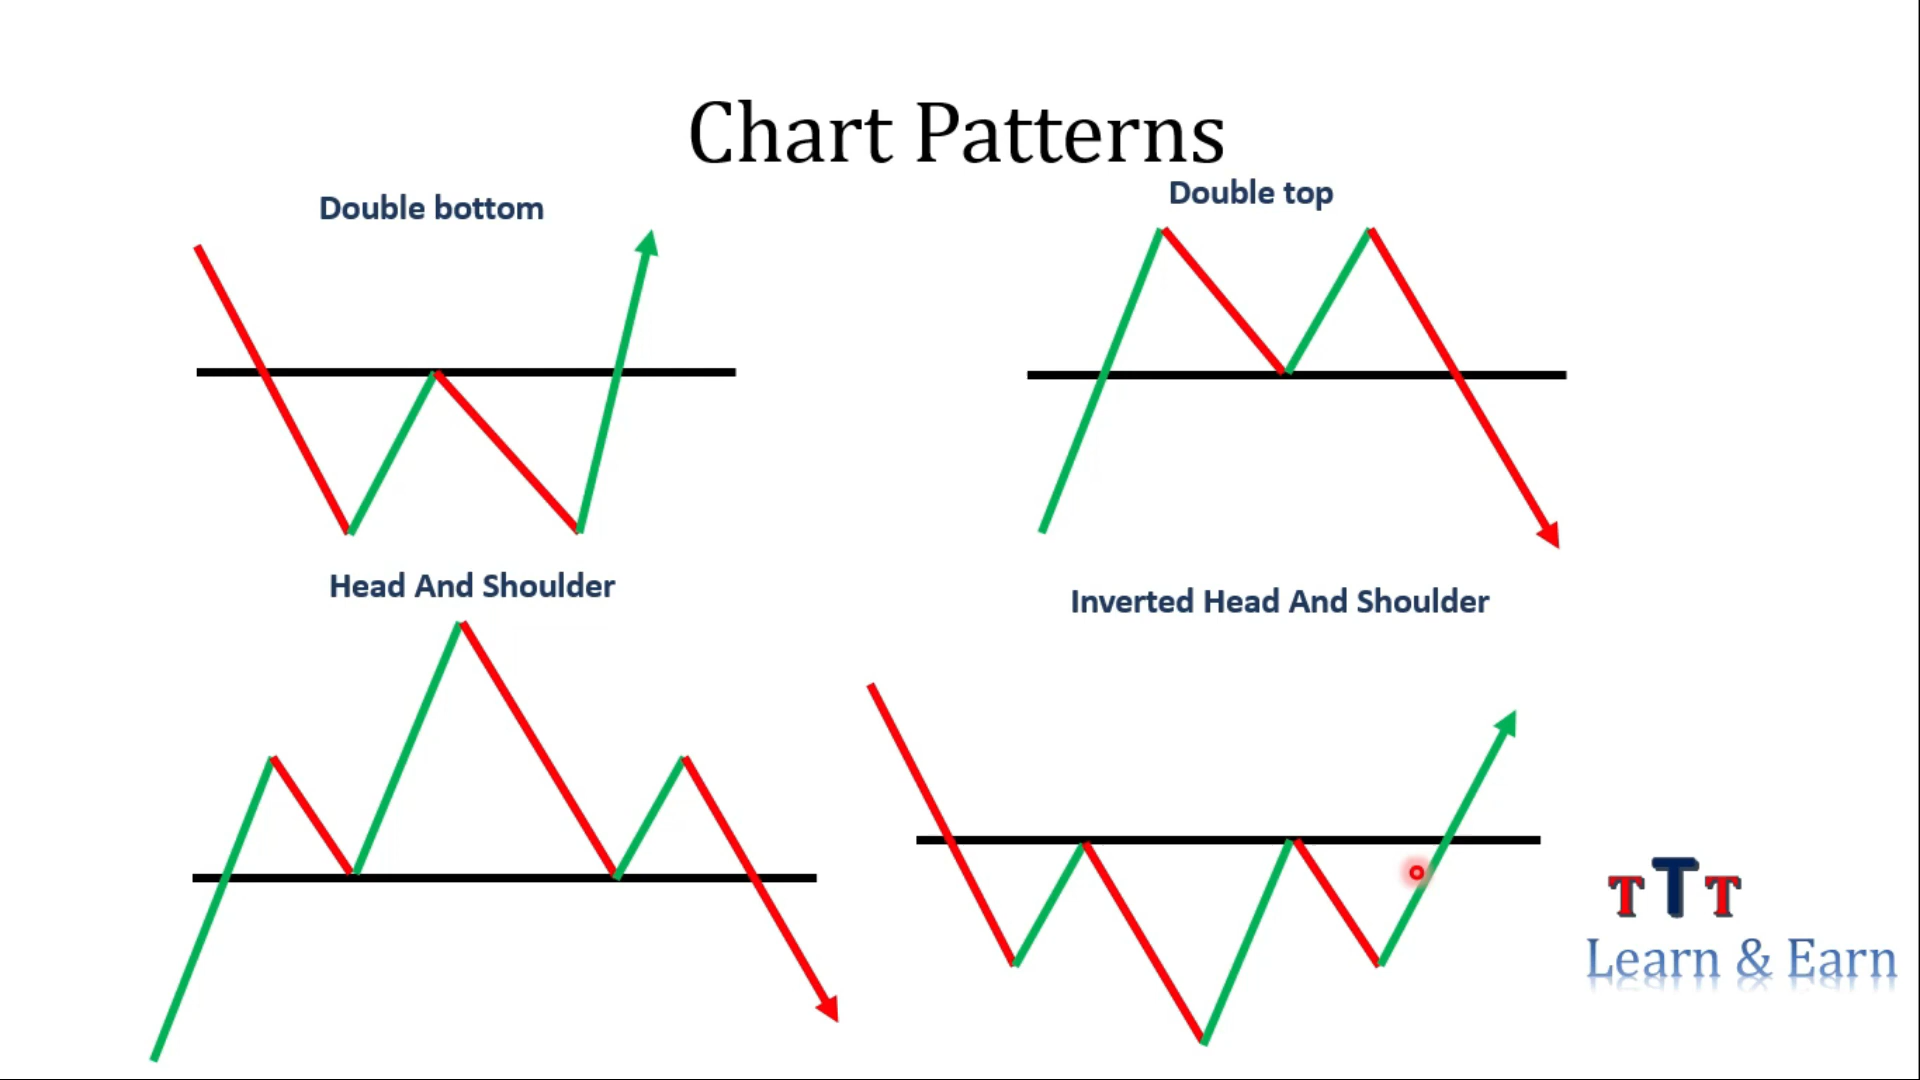 Chart Patterns
Double bottom
Double top
Head And Shoulder
Inverted Head And Shoulder
TTT
Learn & Earn